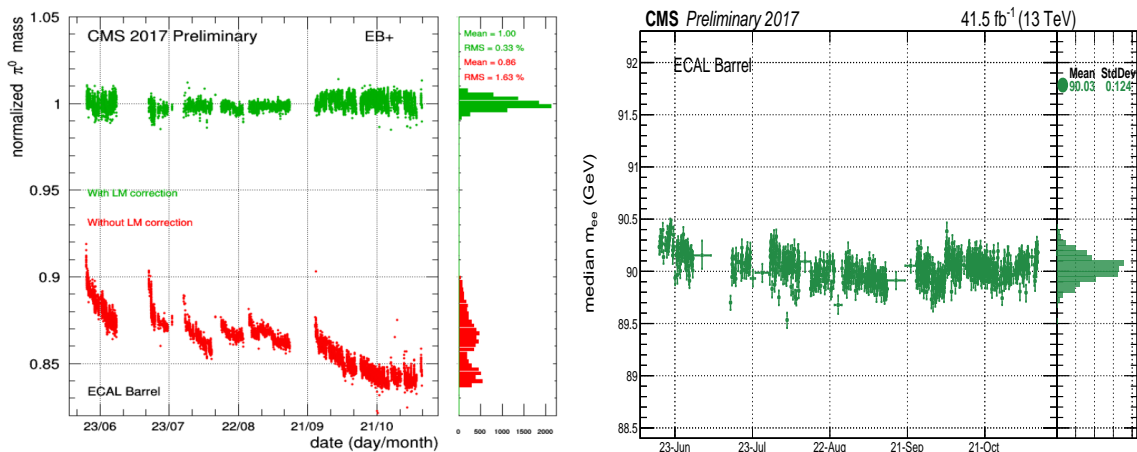 CMS 2017 Preliminary
EB+
Mean = 1.00
RMS = 0.33 %
Mean = 0.86
RMS = 1.63 %
normalized π⁰ mass
1
0.95
0.9
0.85
With LM correction
Without LM correction
ECAL Barrel
23/06 23/07 22/08 21/09 21/10
date (day/month)
0 500 1000 1500 2000
CMS Preliminary 2017
41.5 fb⁻¹ (13 TeV)
ECAL Barrel
Mean StdDev
90.03 0.124
median mₑₑ (GeV)
92
91.5
91
90.5
90
89.5
89
88.5
23-Jun 23-Jul 22-Aug 21-Sep 21-Oct